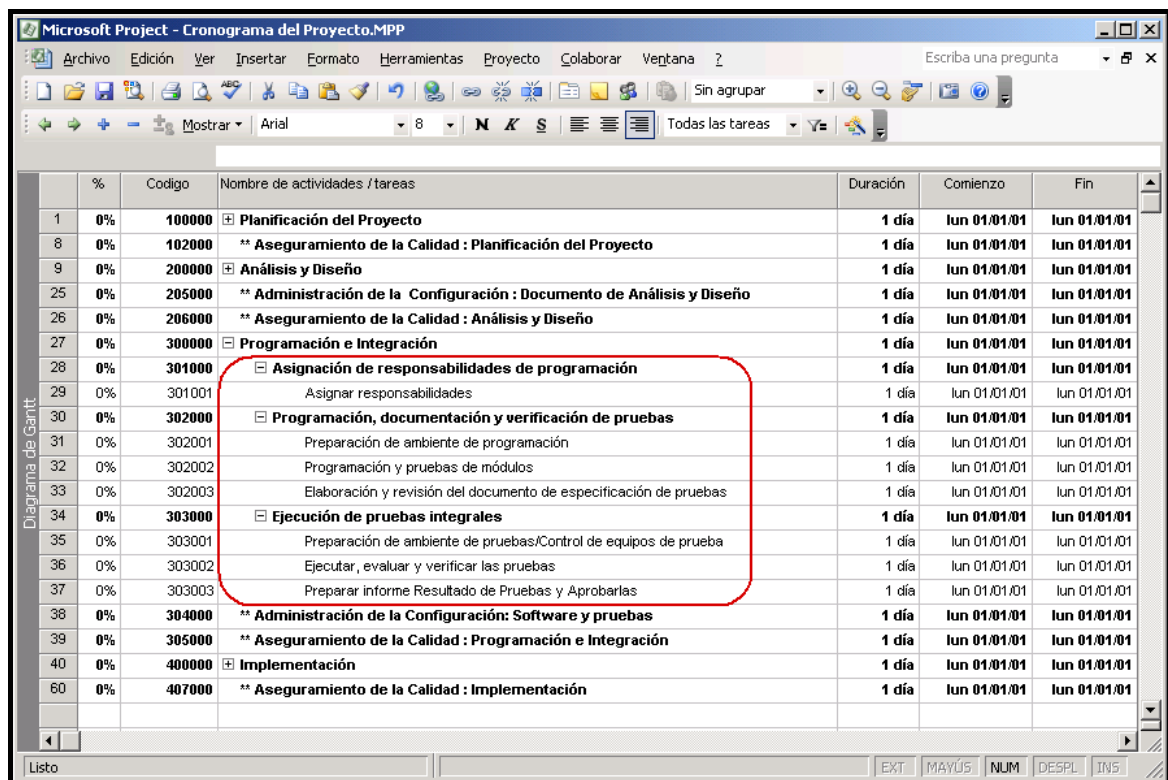 Microsoft Project - Cronograma del Proyecto.MPP
Archivo Edición Ver Insertar Formato Herramientas Proyecto Colaborar Ventana ? Escriba una pregunta
Sin agrupar
Mostrar Arial 8 N K S Todas las tareas
% Codigo Nombre de actividades / tareas Duración Comienzo Fin
1 0% 100000 Planificación del Proyecto 1 día lun 01/01/01 lun 01/01/01
8 0% 102000 ** Aseguramiento de la Calidad : Planificación del Proyecto 1 día lun 01/01/01 lun 01/01/01
9 0% 200000 Análisis y Diseño 1 día lun 01/01/01 lun 01/01/01
25 0% 205000 ** Administración de la Configuración : Documento de Análisis y Diseño 1 día lun 01/01/01 lun 01/01/01
26 0% 206000 ** Aseguramiento de la Calidad : Análisis y Diseño 1 día lun 01/01/01 lun 01/01/01
27 0% 300000 Programación e Integración 1 día lun 01/01/01 lun 01/01/01
28 0% 301000 Asignación de responsabilidades de programación 1 día lun 01/01/01 lun 01/01/01
29 0% 301001 Asignar responsabilidades 1 día lun 01/01/01 lun 01/01/01
30 0% 302000 Programación, documentación y verificación de pruebas 1 día lun 01/01/01 lun 01/01/01
31 0% 302001 Preparación de ambiente de programación 1 día lun 01/01/01 lun 01/01/01
32 0% 302002 Programación y pruebas de módulos 1 día lun 01/01/01 lun 01/01/01
33 0% 302003 Elaboración y revisión del documento de especificación de pruebas 1 día lun 01/01/01 lun 01/01/01
34 0% 303000 Ejecución de pruebas integrales 1 día lun 01/01/01 lun 01/01/01
35 0% 303001 Preparación de ambiente de pruebas/Control de equipos de prueba 1 día lun 01/01/01 lun 01/01/01
36 0% 303002 Ejecutar, evaluar y verificar las pruebas 1 día lun 01/01/01 lun 01/01/01
37 0% 303003 Preparar informe Resultado de Pruebas y Aprobarlas 1 día lun 01/01/01 lun 01/01/01
38 0% 304000 ** Administración de la Configuración: Software y pruebas 1 día lun 01/01/01 lun 01/01/01
39 0% 305000 ** Aseguramiento de la Calidad : Programación e Integración 1 día lun 01/01/01 lun 01/01/01
40 0% 400000 Implementación 1 día lun 01/01/01 lun 01/01/01
60 0% 407000 ** Aseguramiento de la Calidad : Implementación 1 día lun 01/01/01 lun 01/01/01
Diagrama de Gantt
Listo EXT MAYÚS NUM DESPL INS